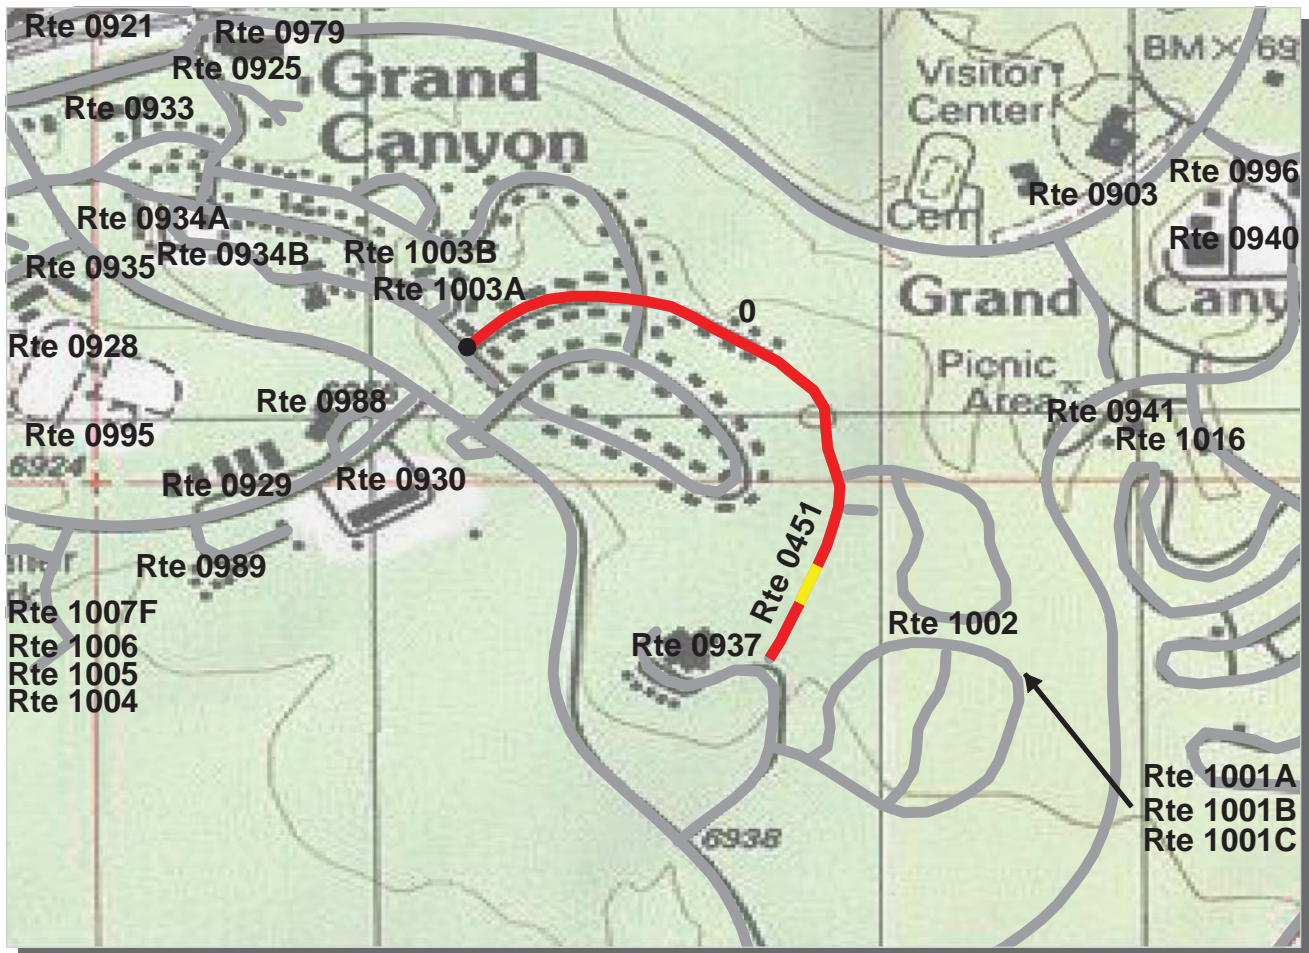 Rte 0921
Rte 0979
Rte 0925
Grand
Canyon
Rte 0933
Visitor
Center
BM X 69
Rte 0996
Rte 0903
Cem
Rte 0934A
Rte 0934B
Rte 1003B
Rte 0940
Rte 0935
Rte 1003A
0
Grand Cany
Rte 0928
Picnic
Area
Rte 0988
Rte 0941
Rte 0995
Rte 1016
6924
Rte 0929
Rte 0930
Rte 0451
Rte 0989
Rte 1007F
Rte 1002
Rte 1006
Rte 0937
Rte 1005
Rte 1004
Rte 1001A
Rte 1001B
Rte 1001C
6938